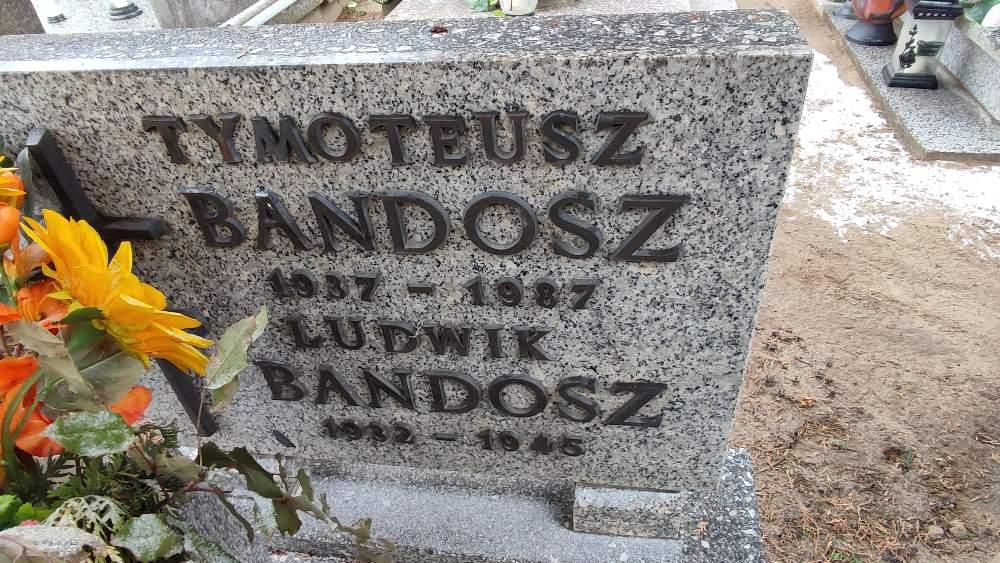 TYMOTEUSZ
BANDOSZ
1937 - 1987
LUDWIK
BANDOSZ
1932 - 1945